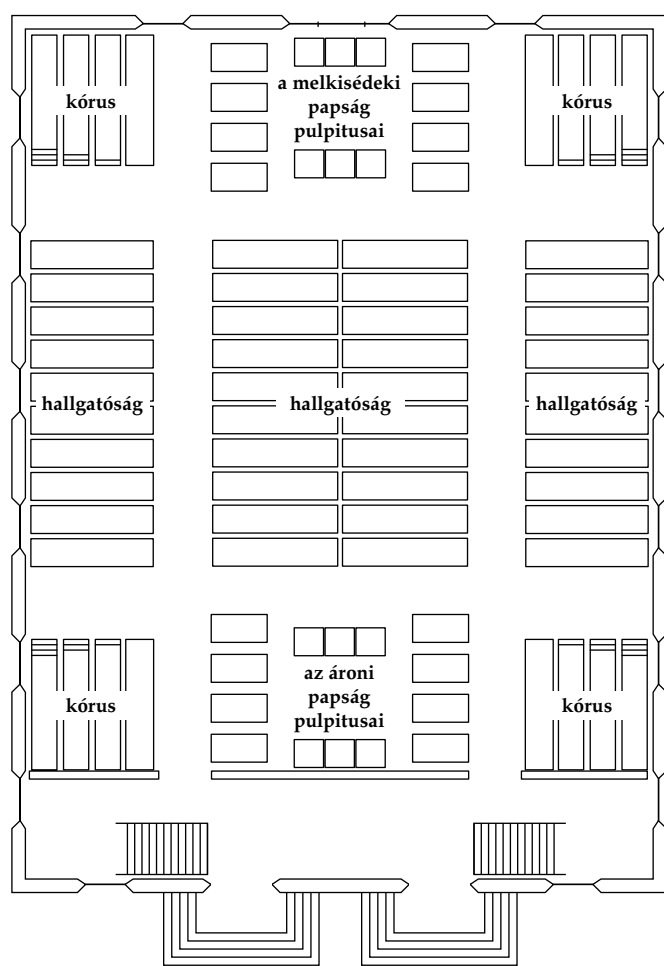 kórus
a melkisédeki
papság
pulpitusai
kórus
hallgatóság
hallgatóság
hallgatóság
kórus
az ároni
papság
pulpitusai
kórus